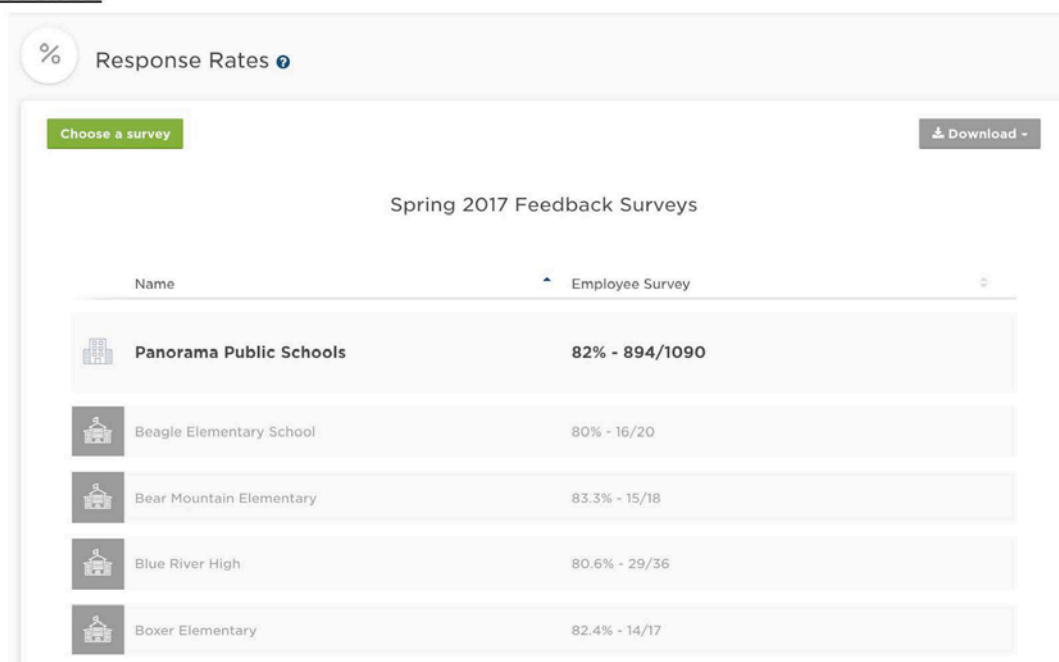 %
Response Rates ?
Choose a survey
Download
Spring 2017 Feedback Surveys
Name Employee Survey
Panorama Public Schools 82% - 894/1090
Beagle Elementary School 80% - 16/20
Bear Mountain Elementary 83.3% - 15/18
Blue River High 80.6% - 29/36
Boxer Elementary 82.4% - 14/17